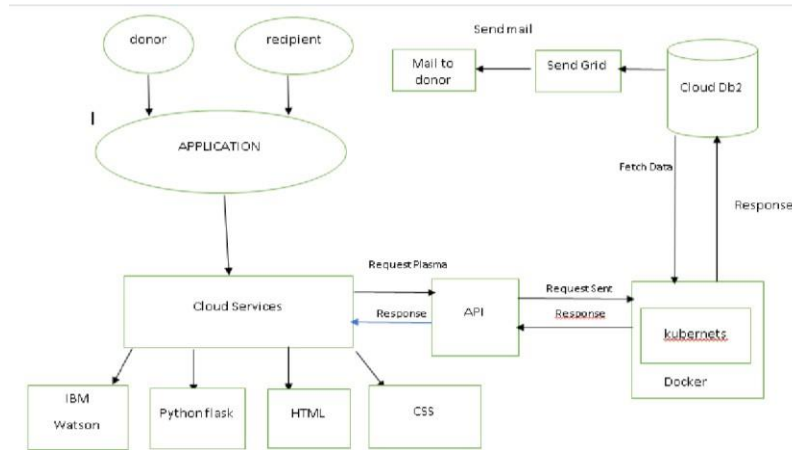 donor
recipient
Send mail
Mail to
donor
Send Grid
Cloud Db2
APPLICATION
Fetch Data
Response
Request Plasma
Cloud Services
Response
API
Request Sent
Response
kubernets
Docker
IBM
Watson
Python flask
HTML
CSS